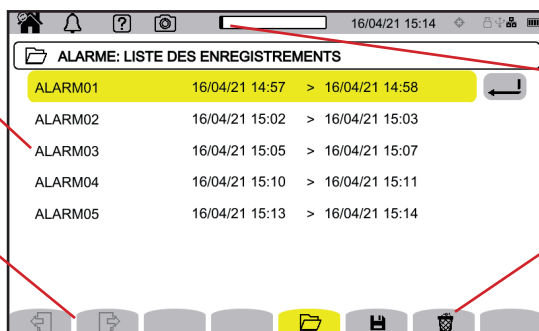 ?
16/04/21 15:14
ALARME: LISTE DES ENREGISTREMENTS
ALARM01 16/04/21 14:57 > 16/04/21 14:58
ALARM02 16/04/21 15:02 > 16/04/21 15:03
ALARM03 16/04/21 15:05 > 16/04/21 15:07
ALARM04 16/04/21 15:10 > 16/04/21 15:11
ALARM05 16/04/21 15:13 > 16/04/21 15:14